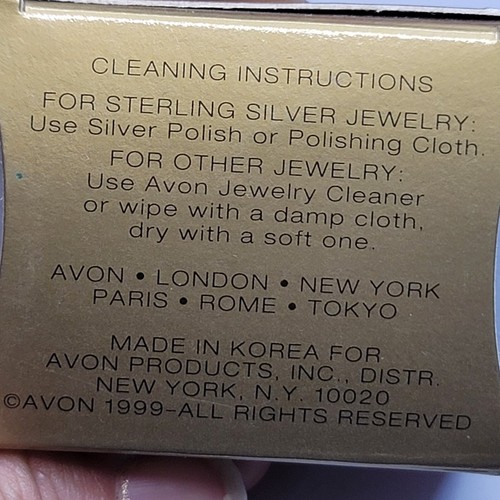 CLEANING INSTRUCTIONS
FOR STERLING SILVER JEWELRY:
Use Silver Polish or Polishing Cloth.
FOR OTHER JEWELRY:
Use Avon Jewelry Cleaner
or wipe with a damp cloth,
dry with a soft one.
AVON • LONDON • NEW YORK
PARIS • ROME • TOKYO
MADE IN KOREA FOR
AVON PRODUCTS, INC., DISTR.
NEW YORK, N.Y. 10020
©AVON 1999–ALL RIGHTS RESERVED